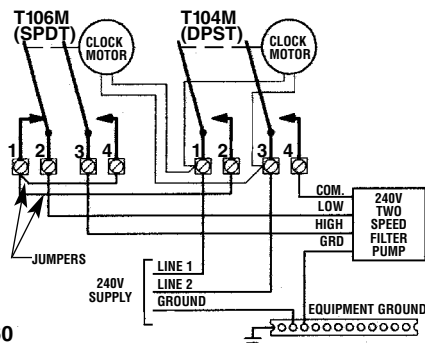 T106M
(SPDT)
CLOCK
MOTOR
T104M
(DPST)
CLOCK
MOTOR
1 2 3 4
1 2 3 4
COM.
LOW
HIGH
GRD
240V
TWO
SPEED
FILTER
PUMP
JUMPERS
240V
SUPPLY
LINE 1
LINE 2
GROUND
EQUIPMENT GROUND